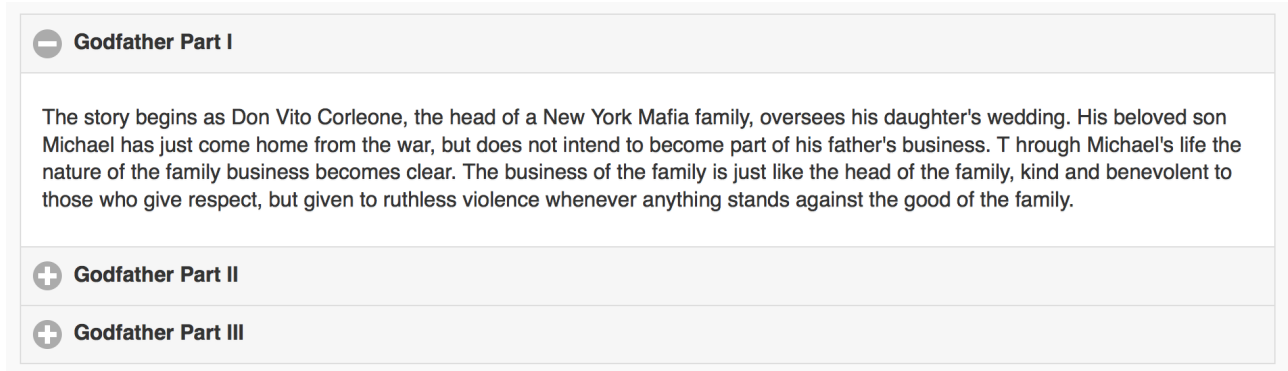 Godfather Part I
The story begins as Don Vito Corleone, the head of a New York Mafia family, oversees his daughter's wedding. His beloved son
Michael has just come home from the war, but does not intend to become part of his father's business. T hrough Michael's life the
nature of the family business becomes clear. The business of the family is just like the head of the family, kind and benevolent to
those who give respect, but given to ruthless violence whenever anything stands against the good of the family.
Godfather Part II
Godfather Part III